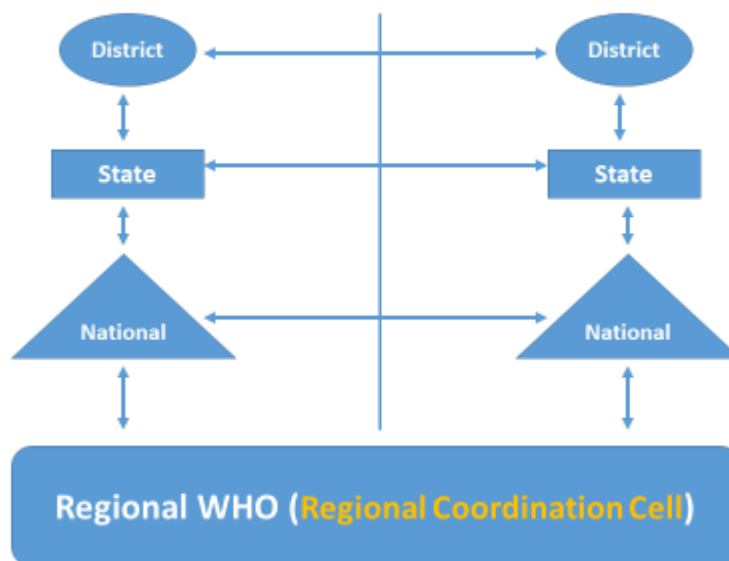 District
District
State
State
National
National
Regional WHO (Regional Coordination Cell)